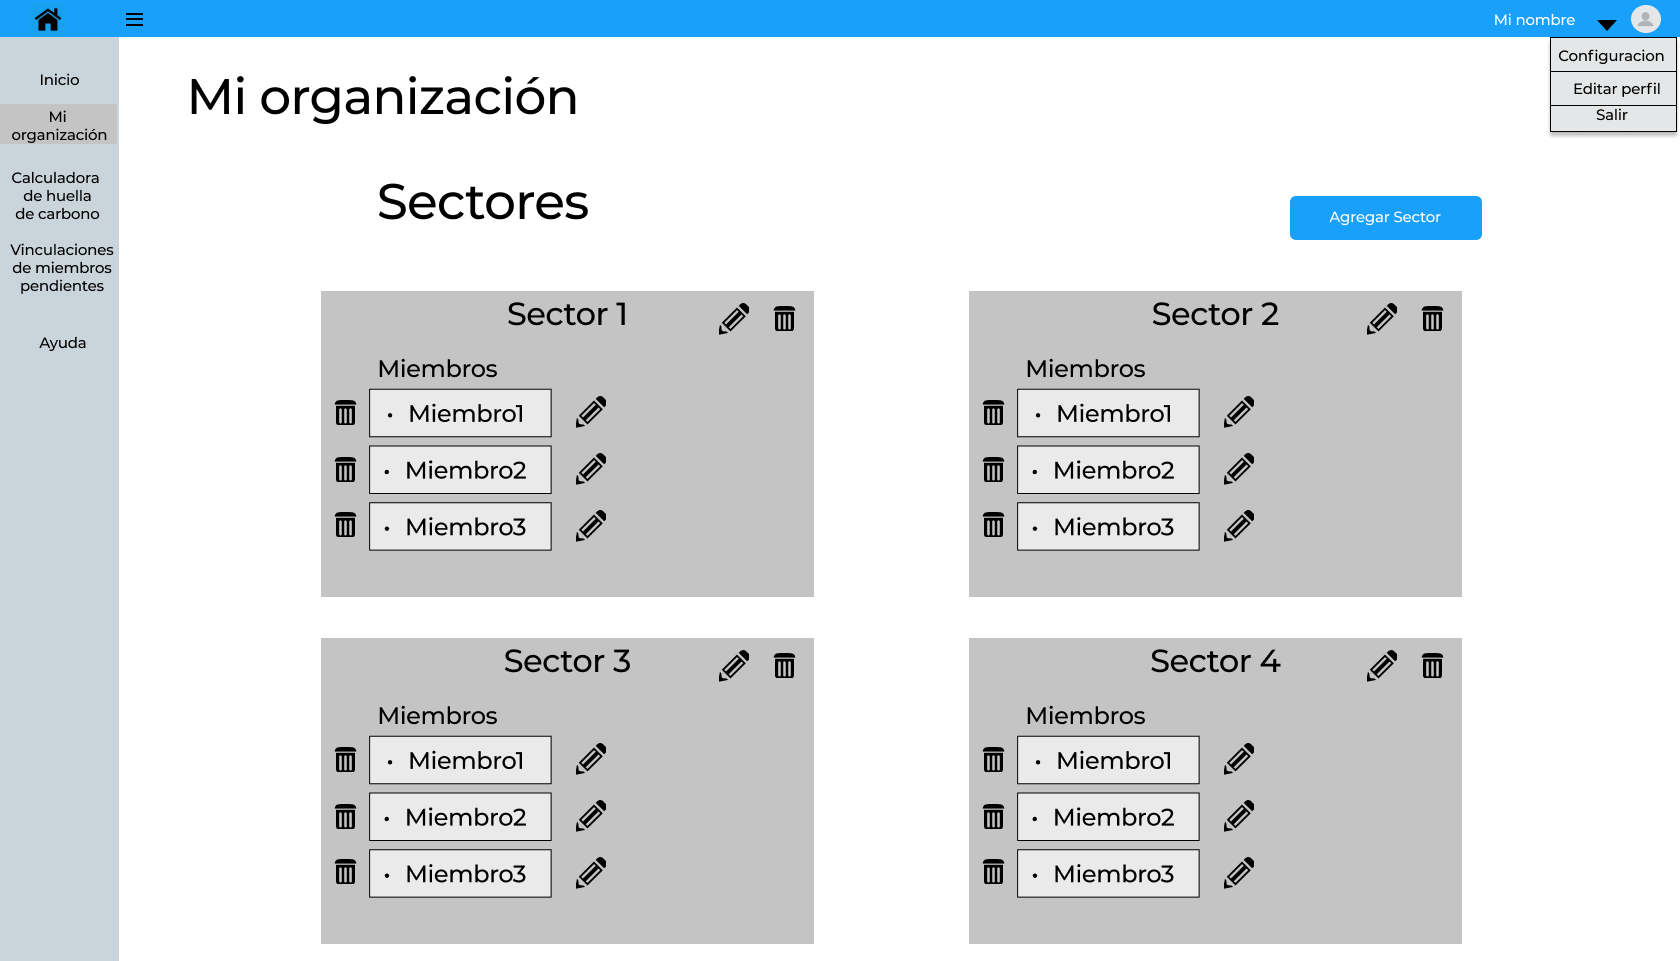 Mi nombre
Configuracion
Editar perfil
Salir
Inicio
Mi
organización
Calculadora
de huella
de carbono
Vinculaciones
de miembros
pendientes
Ayuda
Mi organización
Sectores
Agregar Sector
Sector 1
Miembros
• Miembro1
• Miembro2
• Miembro3
Sector 2
Miembros
• Miembro1
• Miembro2
• Miembro3
Sector 3
Miembros
• Miembro1
• Miembro2
• Miembro3
Sector 4
Miembros
• Miembro1
• Miembro2
• Miembro3